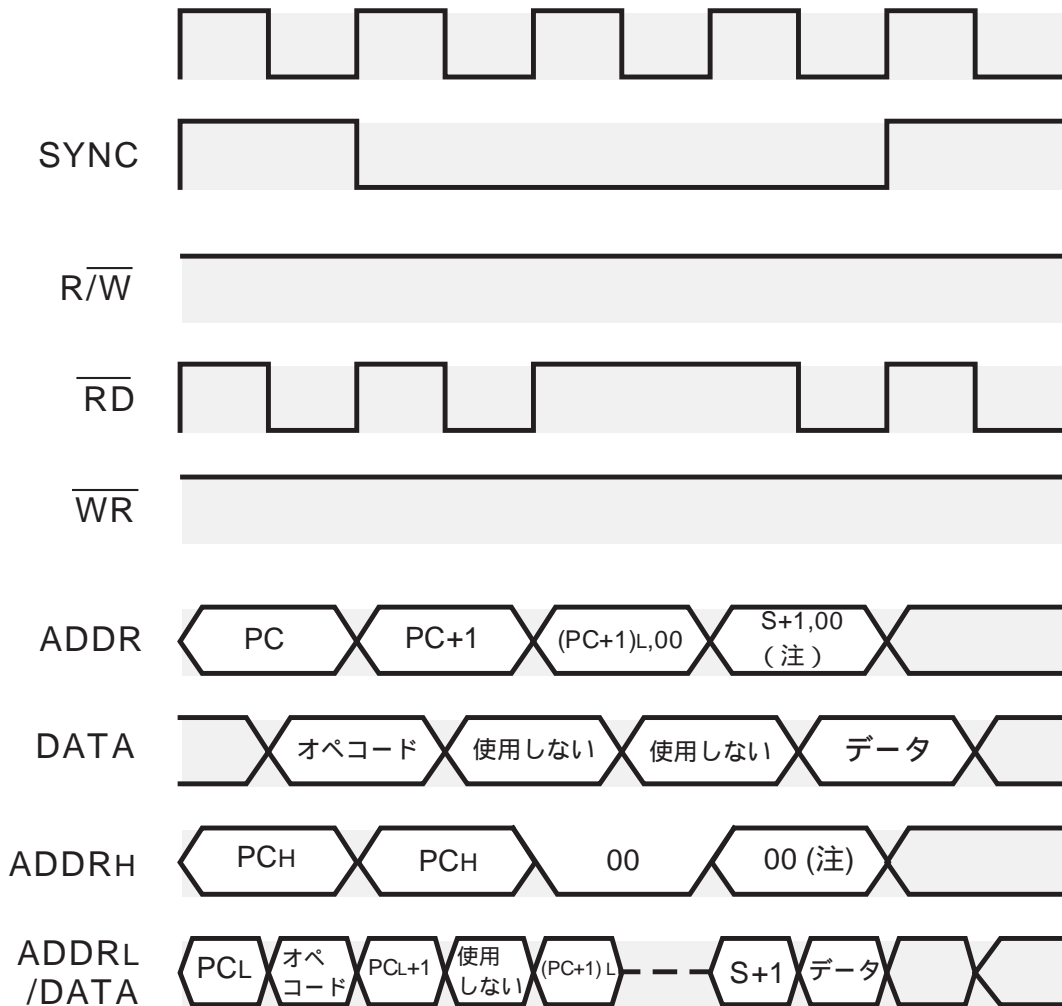 SYNC
R/W
RD
WR
ADDR
PC
PC+1
(PC+1)L,00
S+1,00
(注)
DATA
オペコード
使用しない
使用しない
データ
ADDRH
PCH
PCH
00
00 (注)
ADDRL
/DATA
PCL
オペ
コード
PCL+1
使用
しない
(PC+1) L
S+1
データ